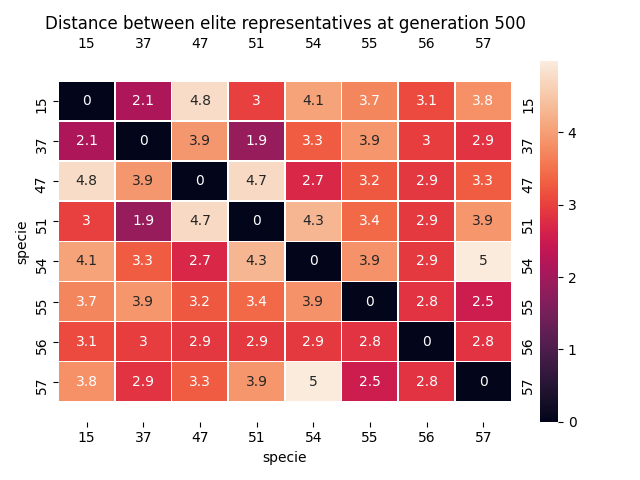 Distance between elite representatives at generation 500
15 37 47 51 54 55 56 57
15 0 2.1 4.8 3 4.1 3.7 3.1 3.8 15
37 2.1 0 3.9 1.9 3.3 3.9 3 2.9 37
47 4.8 3.9 0 4.7 2.7 3.2 2.9 3.3 47
51 3 1.9 4.7 0 4.3 3.4 2.9 3.9 51
54 4.1 3.3 2.7 4.3 0 3.9 2.9 5 54
55 3.7 3.9 3.2 3.4 3.9 0 2.8 2.5 55
56 3.1 3 2.9 2.9 2.9 2.8 0 2.8 56
57 3.8 2.9 3.3 3.9 5 2.5 2.8 0 57
15 37 47 51 54 55 56 57
specie
specie
4
3
2
1
0